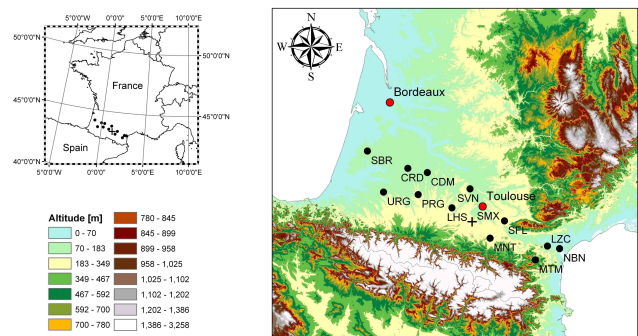 5°0'0"W 0°0'0" 5°0'0"E 10°0'0"E
50°0'0"N
50°0'0"N
France
45°0'0"N
45°0'0"N
Spain
40°0'0"N
0°0'0" 5°0'0"E
Altitude [m]
0 - 70
70 - 183
183 - 349
349 - 467
467 - 592
592 - 700
700 - 780
780 - 845
845 - 899
899 - 958
958 - 1,025
1,025 - 1,102
1,102 - 1,202
1,202 - 1,386
1,386 - 3,258
N
W E
S
Bordeaux
SBR
CRD
CDM
URG
PRG
SVN
Toulouse
LHS
SMX
SFL
MNT
LZC
NBN
MTM